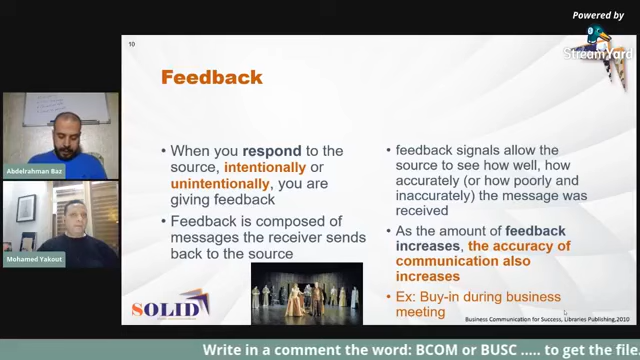 Powered by
StreamYard
10
Feedback
• When you respond to the
source, intentionally or
unintentionally, you are
giving feedback
• Feedback is composed of
messages the receiver sends
back to the source
• feedback signals allow the
source to see how well, how
accurately (or how poorly and
inaccurately) the message was
received
• As the amount of feedback
increases, the accuracy of
communication also
increases
• Ex: Buy-in during business
meeting
Business Communication for Success, Libraries Publishing,2010
SOLID
Abdelrahman Baz
Mohamed Yakout
Write in a comment the word: BCOM or BUSC ..... to get the file